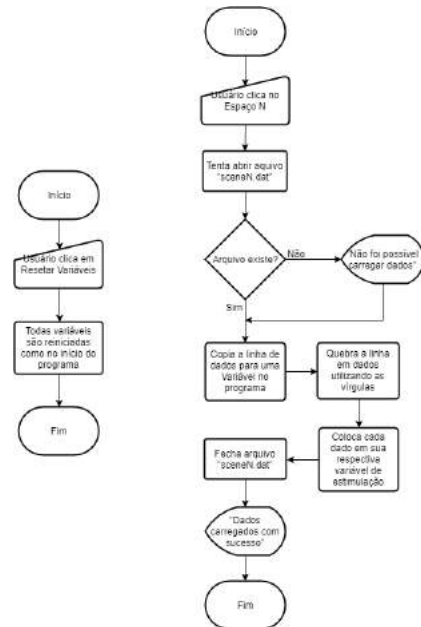 Início
Usuário clica em
Resetar Variáveis
Todas variáveis
são reiniciadas
como no início do
programa
Fim
Início
Usuário clica no
Espaço N
Tenta abrir aquivo
"sceneN.dat"
Arquivo existe?
Não
"Não foi possível
carregar dados"
Sim
Copia a linha de
dados para uma
Variável no
programa
Quebra a linha
em dados
utilizando as
vírgulas
Coloca cada
dado em sua
respectiva
variável de
estimulação
Fecha arquivo
"sceneN.dat"
"Dados
carregados com
sucesso"
Fim